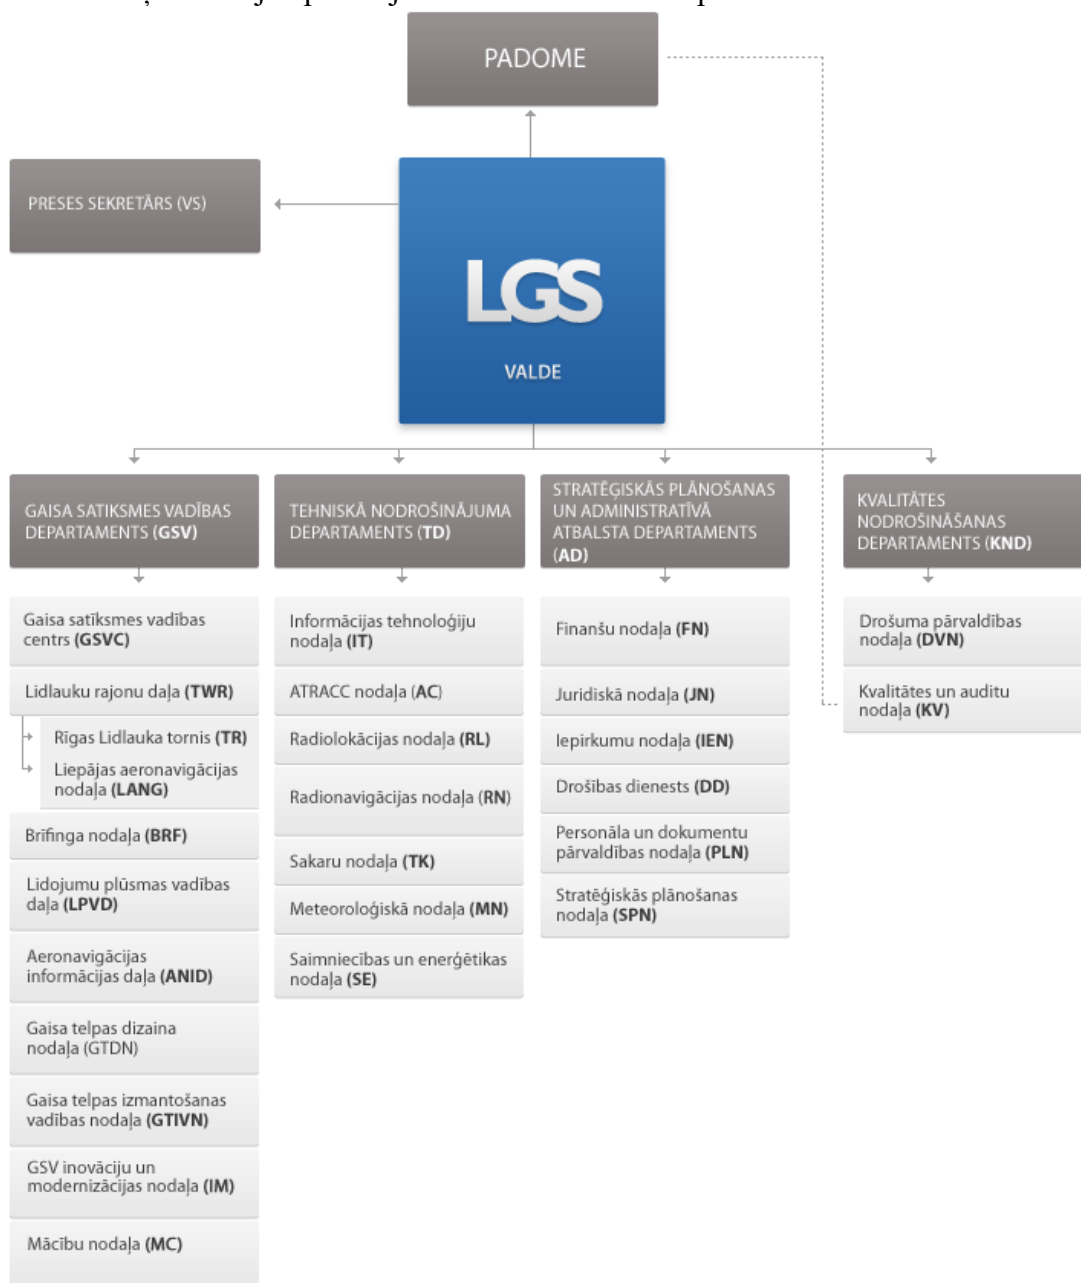 PADOME
PRESES SEKRETĀRS (VS)
LGS
VALDE
GAISA SATIKSMES VADĪBAS
DEPARTAMENTS (GSV)
TEHNISKĀ NODROŠINĀJUMA
DEPARTAMENTS (TD)
STRATĒĢISKĀS PLĀNOŠANAS
UN ADMINISTRATĪVĀ
ATBALSTA DEPARTAMENTS
(AD)
KVALITĀTES
NODROŠINĀŠANAS
DEPARTAMENTS (KND)
Gaisa satiksmes vadības
centrs (GSVC)
Lidlauku rajonu daļa (TWR)
Rīgas Lidlauka tornis (TR)
Liepājas aeronavigācijas
nodaļa (LANG)
Brīfinga nodaļa (BRF)
Lidojumu plūsmas vadības
daļa (LPVD)
Aeronavigācijas
informācijas daļa (ANID)
Gaisa telpas dizaina
nodaļa (GTDN)
Gaisa telpas izmantošanas
vadības nodaļa (GTIVN)
GSV inovāciju un
modernizācijas nodaļa (IM)
Mācību nodaļa (MC)
Informācijas tehnoloģiju
nodaļa (IT)
ATRACC nodaļa (AC)
Radiolokācijas nodaļa (RL)
Radionavigācijas nodaļa (RN)
Sakaru nodaļa (TK)
Meteoroloģiskā nodaļa (MN)
Saimniecības un enerģētikas
nodaļa (SE)
Finanšu nodaļa (FN)
Juridiskā nodaļa (JN)
Iepirkumu nodaļa (IEN)
Drošības dienests (DD)
Personāla un dokumentu
pārvaldības nodaļa (PLN)
Stratēģiskās plānošanas
nodaļa (SPN)
Drošuma pārvaldības
nodaļa (DVN)
Kvalitātes un auditu
nodaļa (KV)